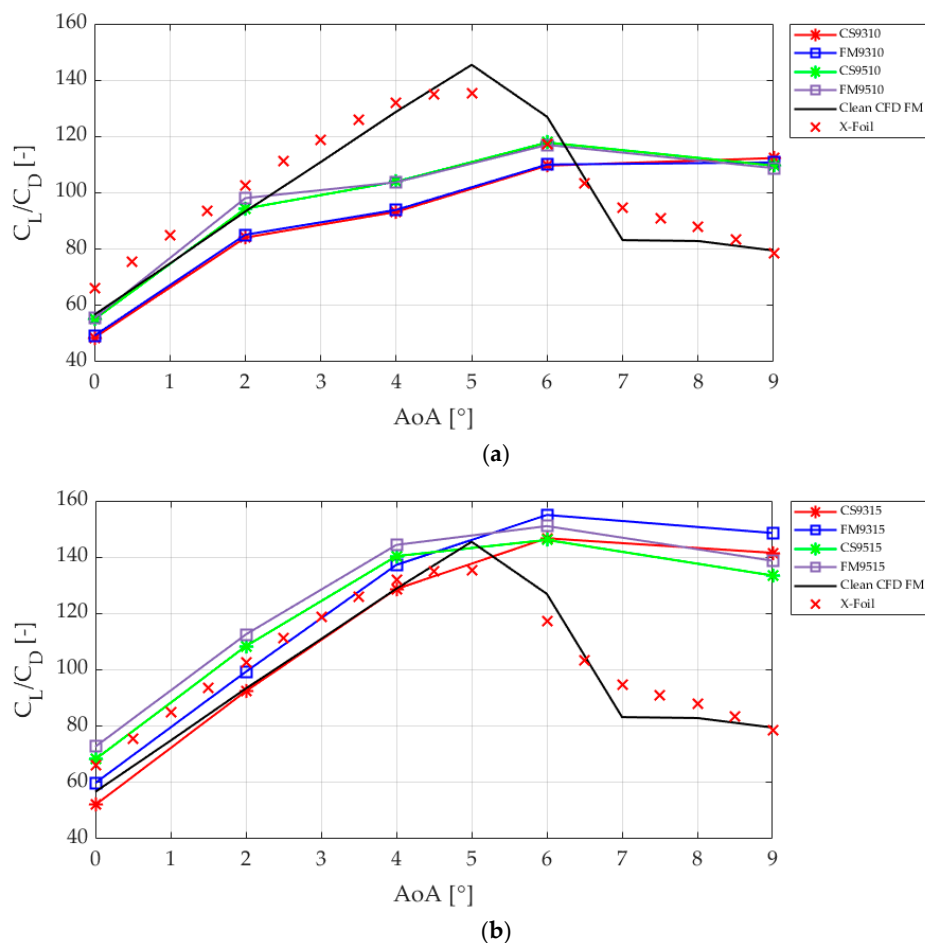 160
140
120
100
80
60
40
C_L/C_D [-]
0 1 2 3 4 5 6 7 8 9
AoA [°]
CS9310
FM9310
CS9510
FM9510
Clean CFD FM
X-Foil
(a)
160
140
120
100
80
60
40
C_L/C_D [-]
0 1 2 3 4 5 6 7 8 9
AoA [°]
CS9315
FM9315
CS9515
FM9515
Clean CFD FM
X-Foil
(b)